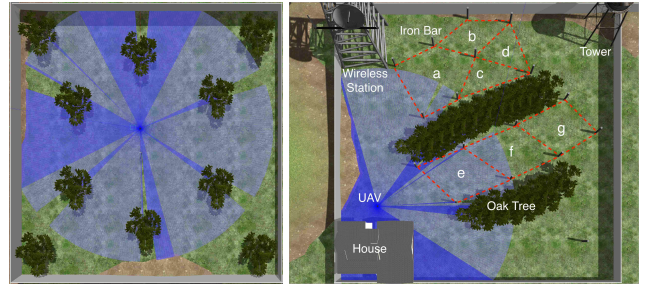 Iron Bar
b
d
Tower
Wireless
Station
a
c
g
f
e
UAV
Oak Tree
House